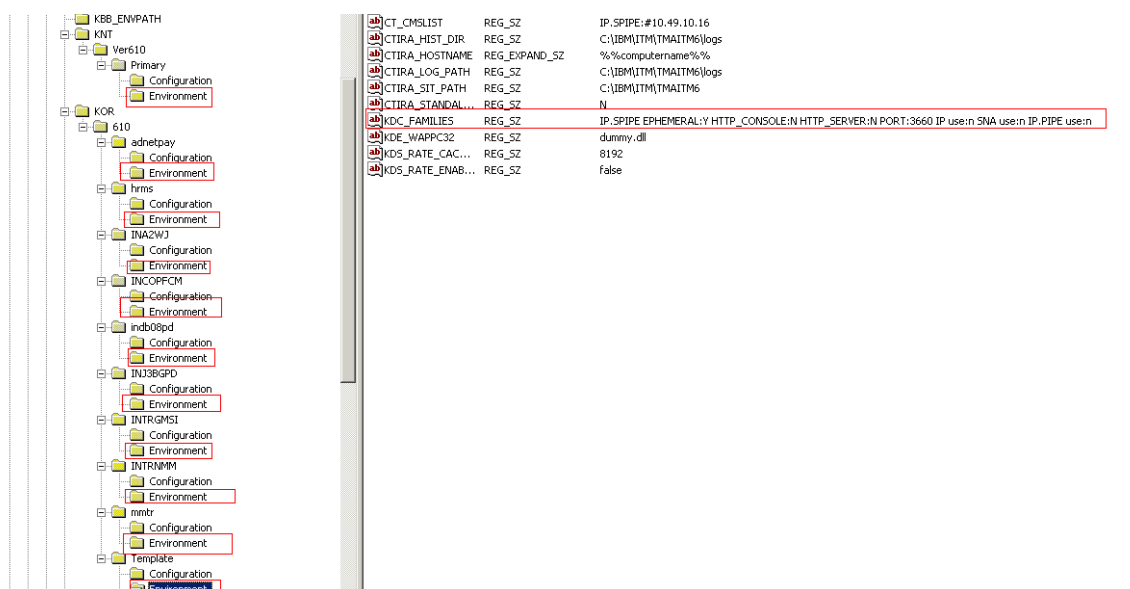 KBB_ENVPATH
KNT
Ver610
Primary
Configuration
Environment
KOR
610
adnetpay
Configuration
Environment
hrms
Configuration
Environment
INA2WJ
Configuration
Environment
INCOPFCM
Configuration
Environment
indb08pd
Configuration
Environment
INJ3BGPD
Configuration
Environment
INTRGMSI
Configuration
Environment
INTRNMM
Configuration
Environment
mmtr
Configuration
Environment
Template
Configuration
Environment
CT_CMSLIST REG_SZ IP.SPIPE:#10.49.10.16
CTIRA_HIST_DIR REG_SZ C:\IBM\ITM\TMAITM6\logs
CTIRA_HOSTNAME REG_EXPAND_SZ %%computername%%
CTIRA_LOG_PATH REG_SZ C:\IBM\ITM\TMAITM6\logs
CTIRA_SIT_PATH REG_SZ C:\IBM\ITM\TMAITM6
CTIRA_STANDAL... REG_SZ N
KDC_FAMILIES REG_SZ IP.SPIPE EPHEMERAL:Y HTTP_CONSOLE:N HTTP_SERVER:N PORT:3660 IP use:n SNA use:n IP.PIPE use:n
KDE_WAPPC32 REG_SZ dummy.dll
KDS_RATE_CAC... REG_SZ 8192
KDS_RATE_ENAB... REG_SZ false